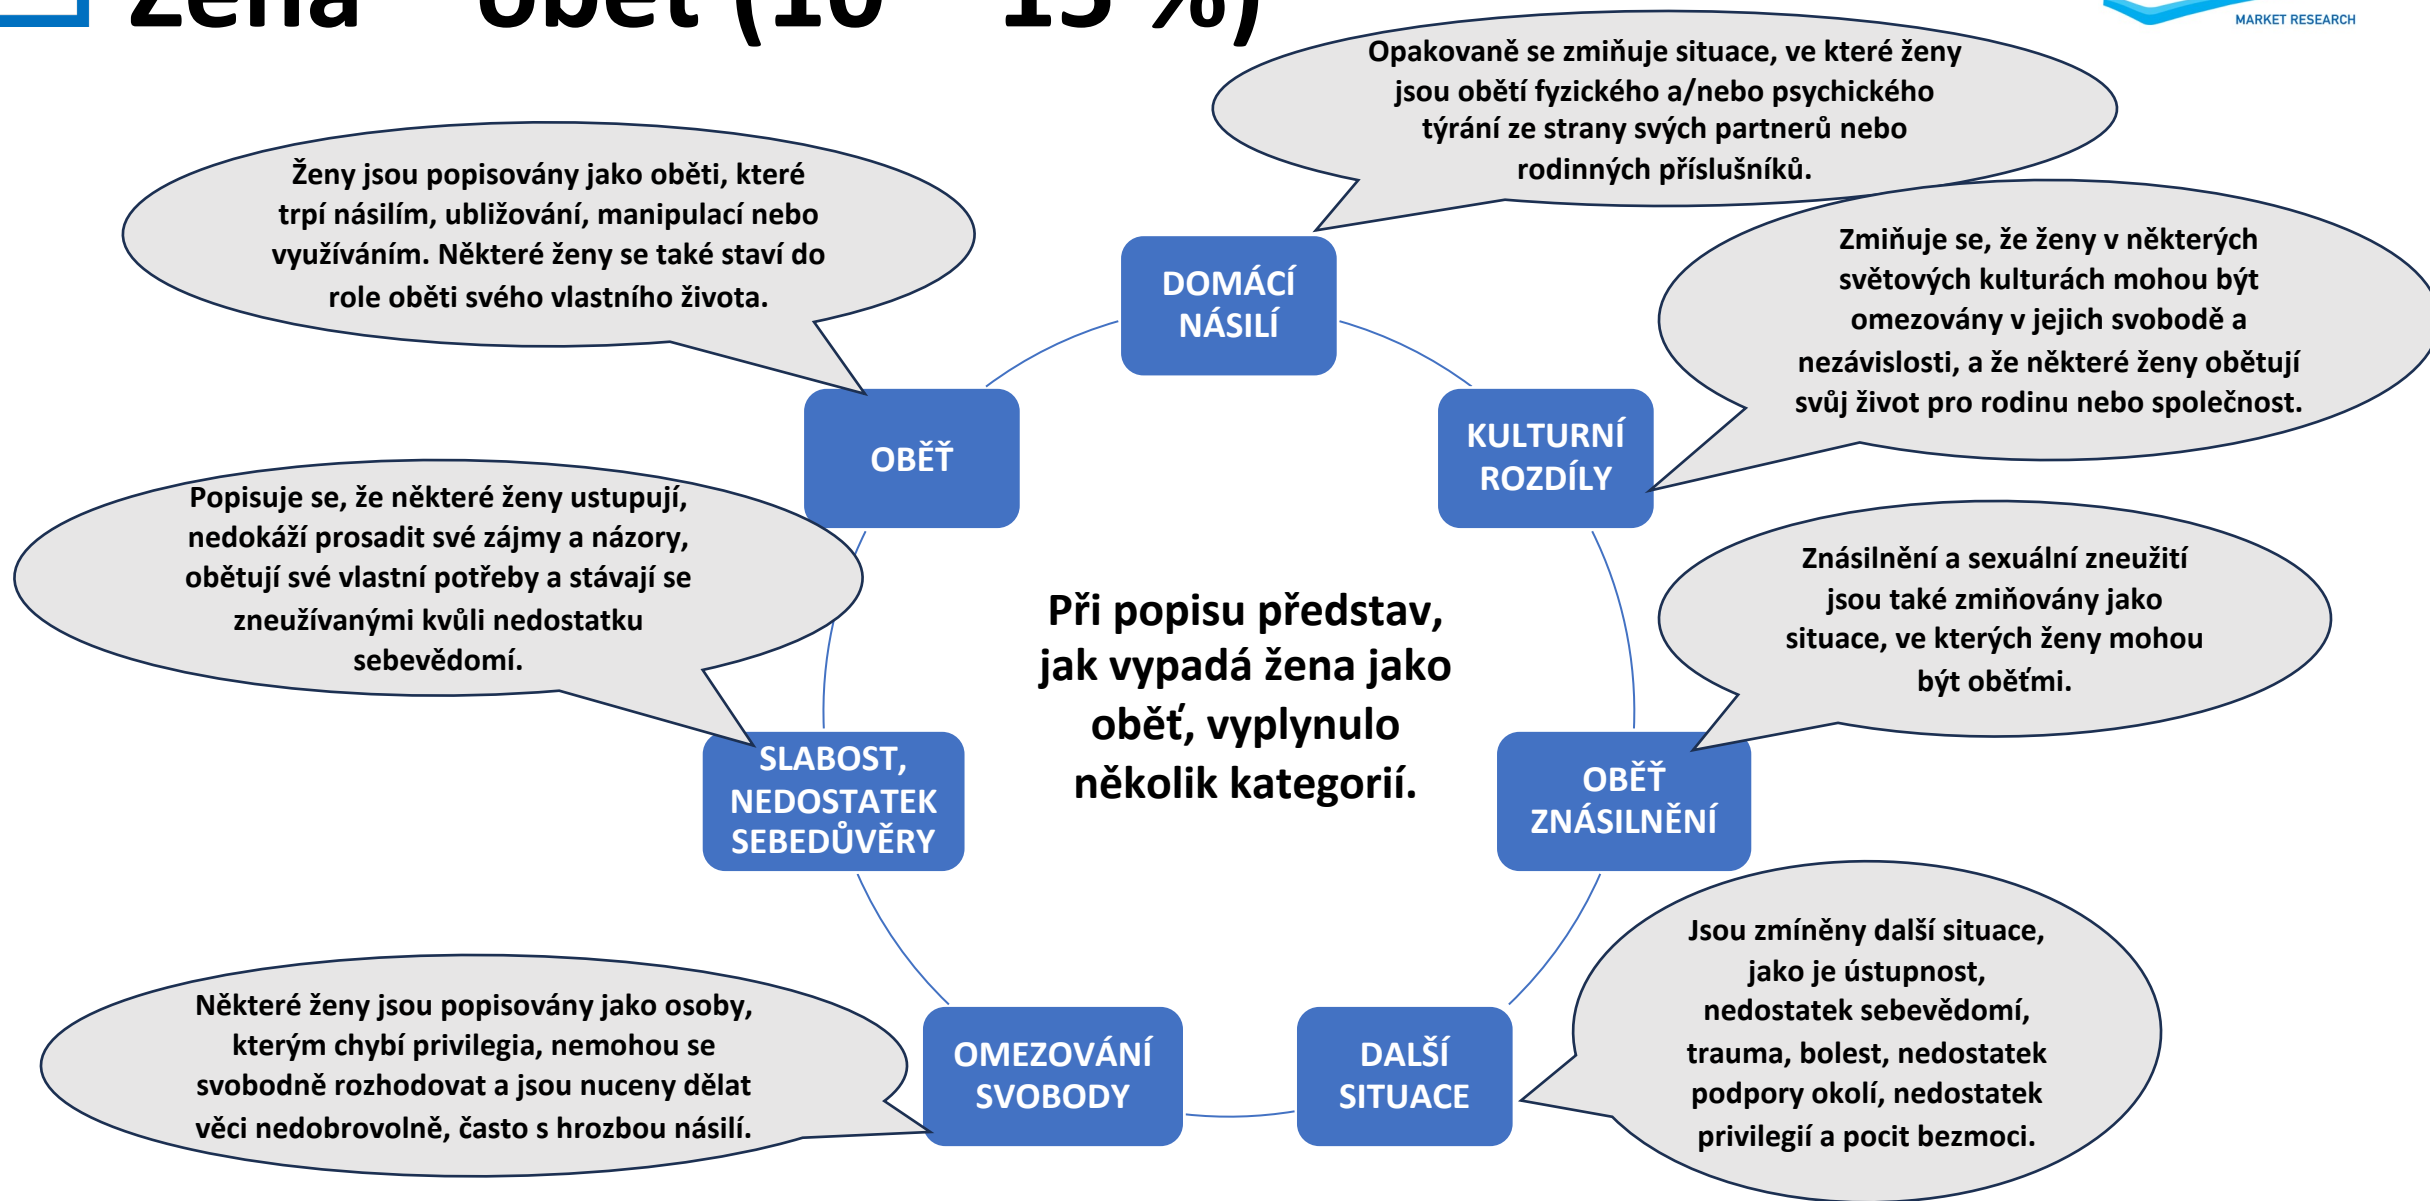 Žena – oběť (10 – 15 %)
MARKET RESEARCH
Opakovaně se zmiňuje situace, ve které ženy
jsou obětí fyzického a/nebo psychického
týrání ze strany svých partnerů nebo
rodinných příslušníků.
Ženy jsou popisovány jako oběti, které
trpí násilím, ubližování, manipulací nebo
využíváním. Některé ženy se také staví do
role oběti svého vlastního života.
Zmiňuje se, že ženy v některých
světových kulturách mohou být
omezovány v jejich svobodě a
nezávislosti, a že některé ženy obětují
svůj život pro rodinu nebo společnost.
DOMÁCÍ
NÁSILÍ
OBĚŤ
KULTURNÍ
ROZDÍLY
Popisuje se, že některé ženy ustupují,
nedokáží prosadit své zájmy a názory,
obětují své vlastní potřeby a stávají se
zneužívanými kvůli nedostatku
sebevědomí.
Znásilnění a sexuální zneužití
jsou také zmiňovány jako
situace, ve kterých ženy mohou
být oběťmi.
Při popisu představ,
jak vypadá žena jako
oběť, vyplynulo
několik kategorií.
SLABOST,
NEDOSTATEK
SEBEDŮVĚRY
OBĚŤ
ZNÁSILNĚNÍ
Jsou zmíněny další situace,
jako je ústupnost,
nedostatek sebevědomí,
trauma, bolest, nedostatek
podpory okolí, nedostatek
privilegií a pocit bezmoci.
Některé ženy jsou popisovány jako osoby,
kterým chybí privilegia, nemohou se
svobodně rozhodovat a jsou nuceny dělat
věci nedobrovolně, často s hrozbou násilí.
OMEZOVÁNÍ
SVOBODY
DALŠÍ
SITUACE